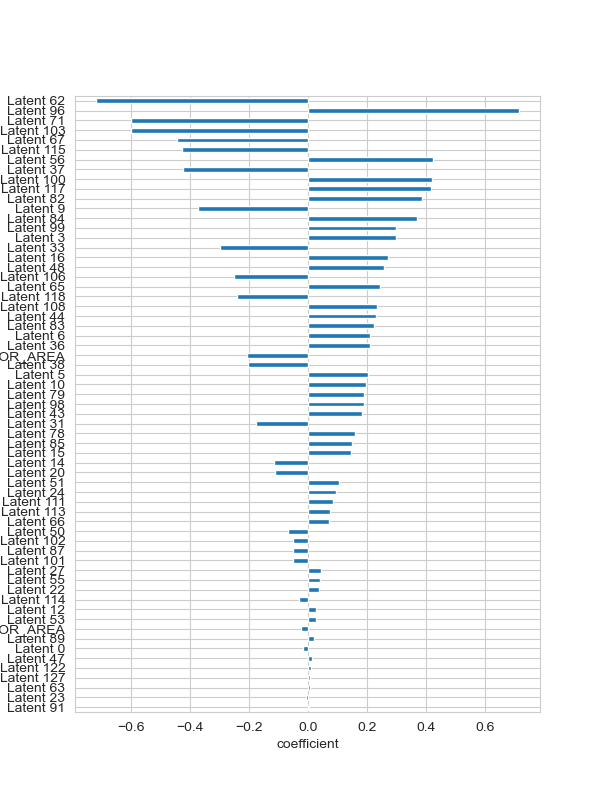 Latent 62
Latent 96
Latent 71
Latent 103
Latent 67
Latent 115
Latent 56
Latent 37
Latent 100
Latent 117
Latent 82
Latent 9
Latent 84
Latent 99
Latent 3
Latent 33
Latent 16
Latent 48
Latent 106
Latent 65
Latent 118
Latent 108
Latent 44
Latent 83
Latent 6
Latent 36
OR_AREA
Latent 38
Latent 5
Latent 10
Latent 79
Latent 98
Latent 43
Latent 31
Latent 78
Latent 85
Latent 15
Latent 14
Latent 20
Latent 51
Latent 24
Latent 111
Latent 113
Latent 66
Latent 50
Latent 102
Latent 87
Latent 101
Latent 27
Latent 55
Latent 22
Latent 114
Latent 12
Latent 53
OR_AREA
Latent 89
Latent 0
Latent 47
Latent 122
Latent 127
Latent 63
Latent 23
Latent 91
−0.6 −0.4 −0.2 0.0 0.2 0.4 0.6
coefficient